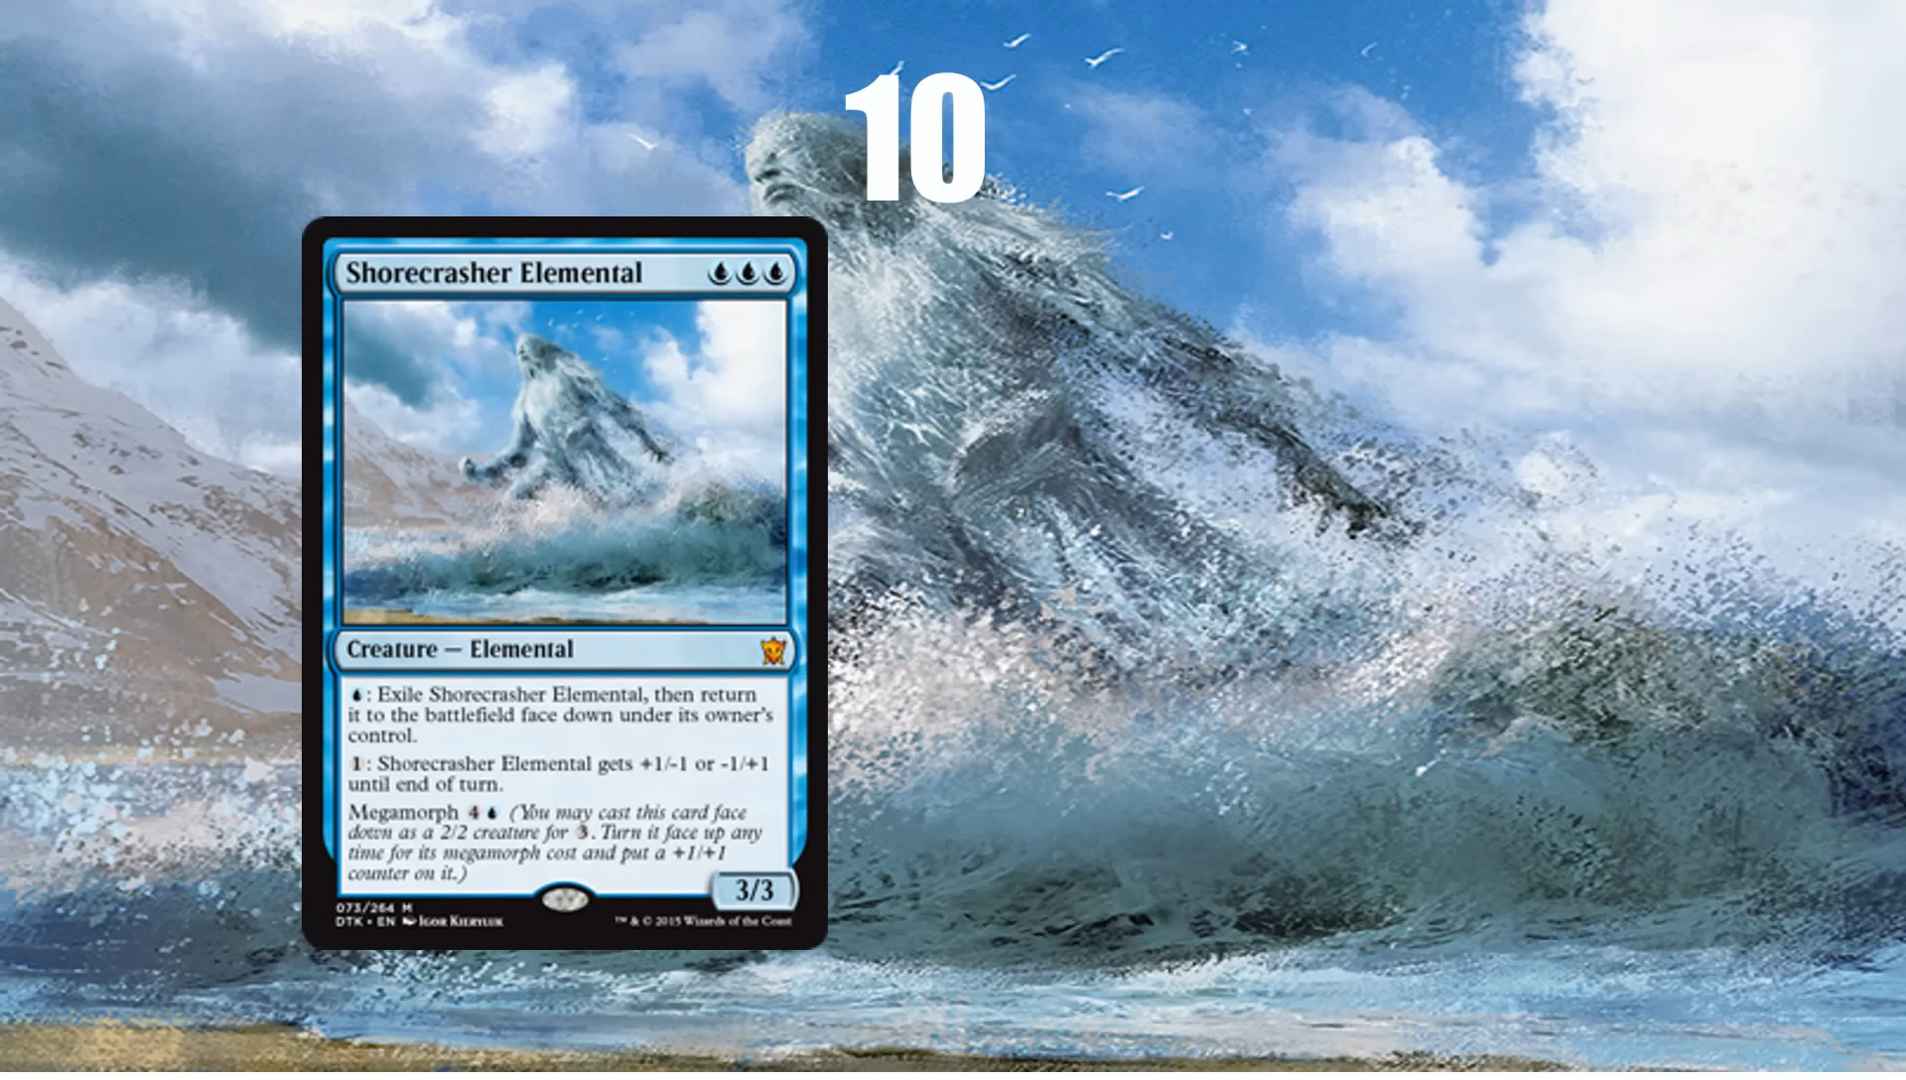 10
Shorecrasher Elemental
Creature — Elemental
: Exile Shorecrasher Elemental, then return
it to the battlefield face down under its owner's
control.
1: Shorecrasher Elemental gets +1/-1 or -1/+1
until end of turn.
Megamorph 4 (You may cast this card face
down as a 2/2 creature for 3. Turn it face up any
time for its megamorph cost and put a +1/+1
counter on it.)
3/3
073/264 M
DTK • EN Igor Kieryluk
™ & © 2015 Wizards of the Coast